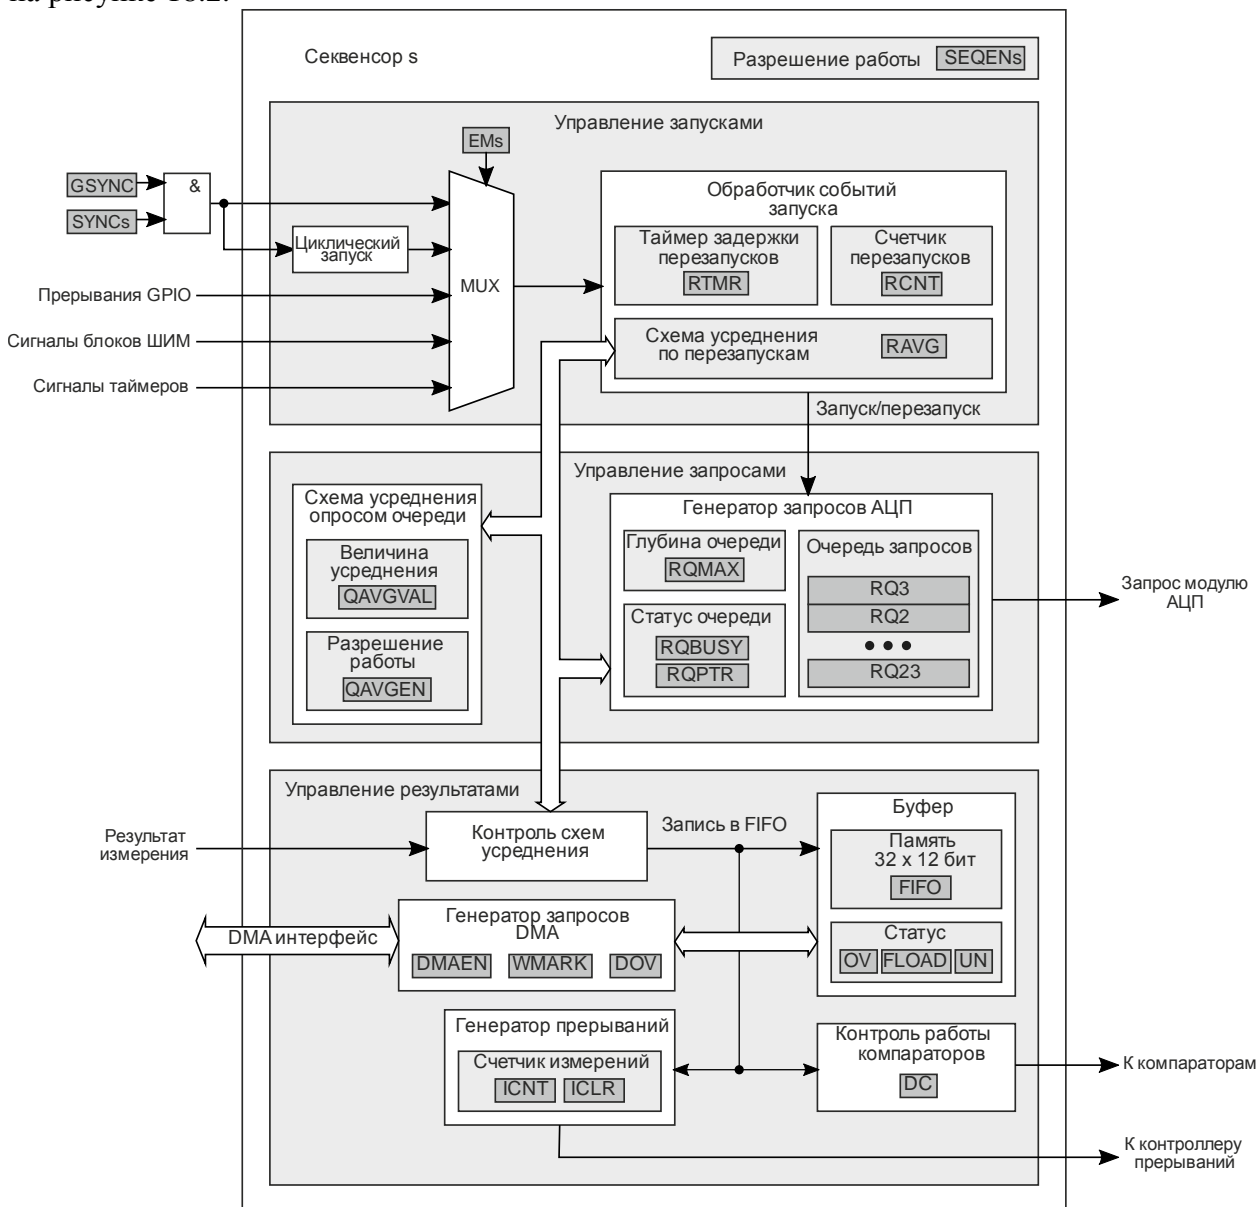 на рисунке 18.2.
Секвенсор s
Разрешение работы SEQENs
Управление запусками
EMs
GSYNC
&
SYNCs
Циклический
запуск
MUX
Прерывания GPIO
Сигналы блоков ШИМ
Сигналы таймеров
Обработчик событий
запуска
Таймер задержки
перезапусков
RTMR
Счетчик
перезапусков
RCNT
Схема усреднения
по перезапускам
RAVG
Запуск/перезапуск
Управление запросами
Схема усреднения
опросом очереди
Величина
усреднения
QAVGVAL
Разрешение
работы
QAVGEN
Генератор запросов АЦП
Глубина очереди
RQMAX
Статус очереди
RQBUSY
RQPTR
Очередь запросов
RQ3
RQ2
RQ23
Запрос модулю
АЦП
Управление результатами
Результат
измерения
Контроль схем
усреднения
Запись в FIFO
Буфер
Память
32 x 12 бит
FIFO
Статус
OV FLOAD UN
DMA интерфейс
Генератор запросов
DMA
DMAEN WMARK DOV
Генератор прерываний
Счетчик измерений
ICNT ICLR
Контроль работы
компараторов
DC
К компараторам
К контроллеру
прерываний